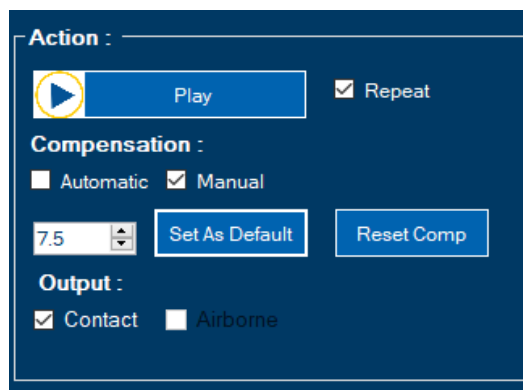 Action :
Play
Repeat
Compensation :
Automatic Manual
7.5 Set As Default Reset Comp
Output :
Contact Airborne